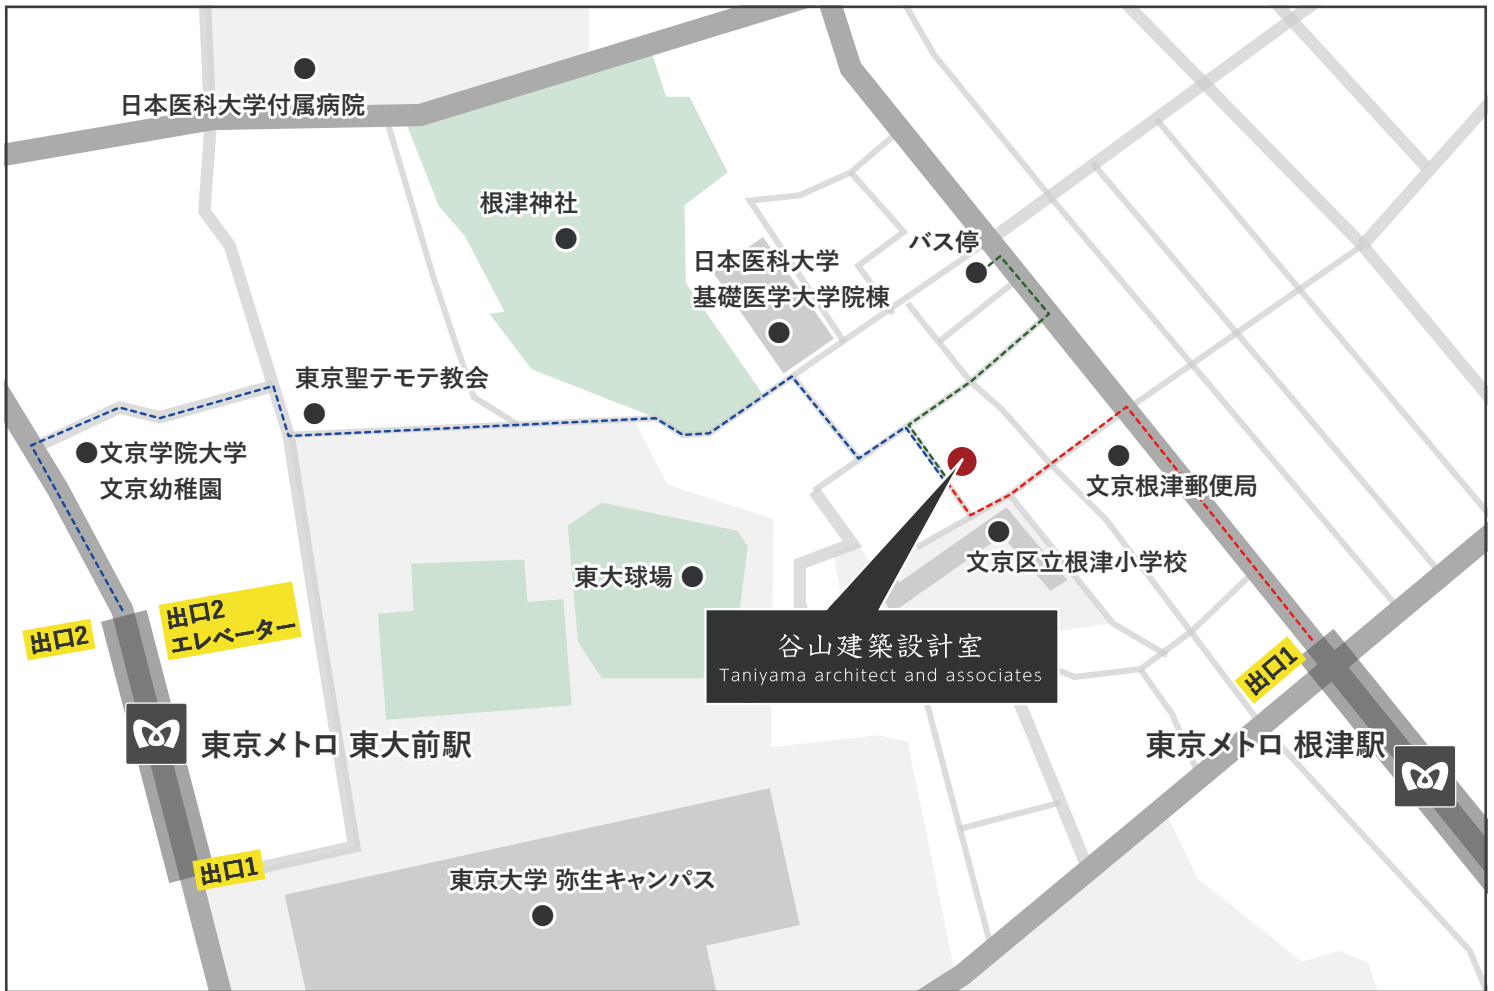 日本医科大学付属病院
根津神社
バス停
日本医科大学
基礎医学大学院棟
東京聖テモテ教会
文京学院大学
文京幼稚園
文京根津郵便局
文京区立根津小学校
東大球場
出口2
出口2
エレベーター
谷山建築設計室
Taniyama architect and associates
出口1
東京メトロ 東大前駅
東京メトロ 根津駅
出口1
東京大学 弥生キャンパス